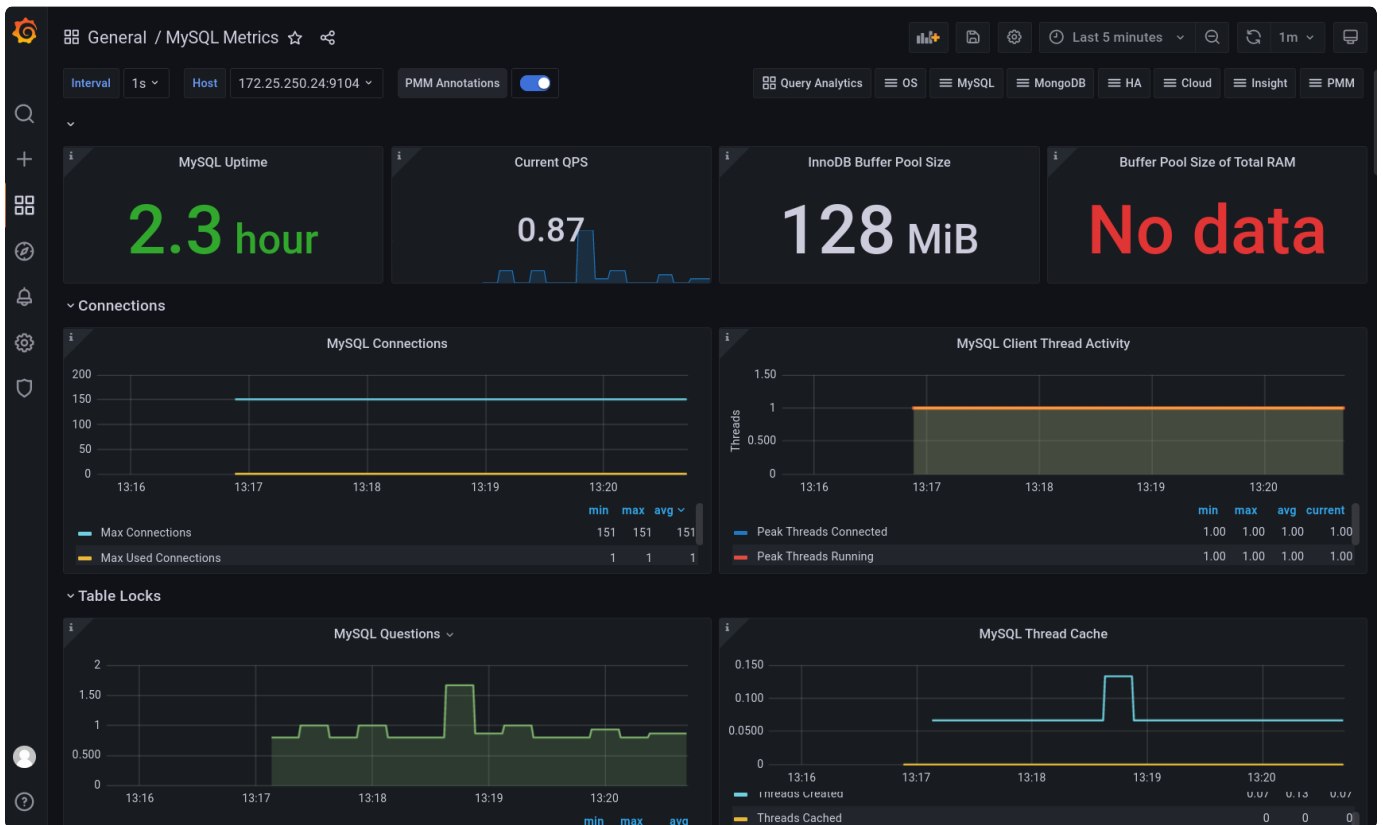 General / MySQL Metrics
Last 5 minutes
1m
Interval 1s Host 172.25.250.24:9104 PMM Annotations
Query Analytics OS MySQL MongoDB HA Cloud Insight PMM
MySQL Uptime
2.3 hour
Current QPS
0.87
InnoDB Buffer Pool Size
128 MiB
Buffer Pool Size of Total RAM
No data
Connections
MySQL Connections
200
150
100
50
0
13:16 13:17 13:18 13:19 13:20
min max avg
Max Connections 151 151 151
Max Used Connections 1 1 1
MySQL Client Thread Activity
Threads
1.50
1
0.500
0
13:16 13:17 13:18 13:19 13:20
min max avg current
Peak Threads Connected 1.00 1.00 1.00 1.00
Peak Threads Running 1.00 1.00 1.00 1.00
Table Locks
MySQL Questions
2
1.50
1
0.500
0
13:16 13:17 13:18 13:19 13:20
min max avg
MySQL Thread Cache
0.150
0.100
0.0500
0
13:16 13:17 13:18 13:19 13:20
Threads Created 0.07 0.13 0.07
Threads Cached 0 0 0